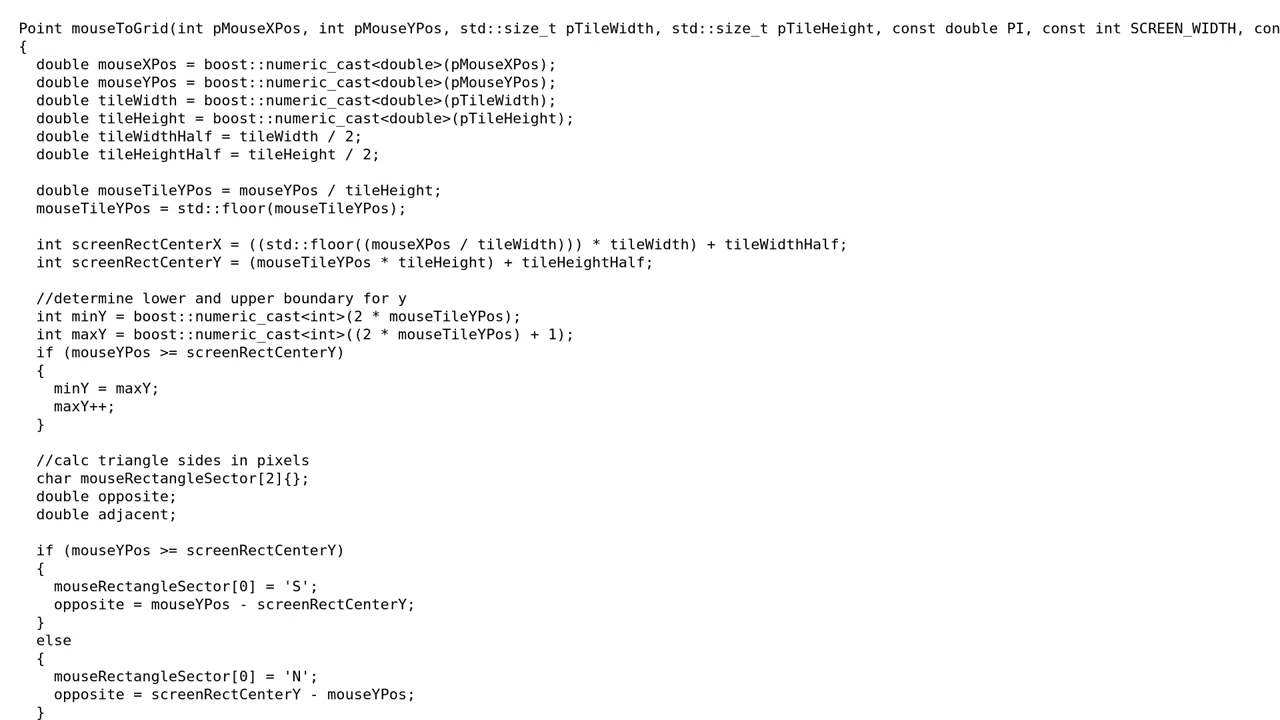 Point mouseToGrid(int pMouseXPos, int pMouseYPos, std::size_t pTileWidth, std::size_t pTileHeight, const double PI, const int SCREEN_WIDTH, con
{
  double mouseXPos = boost::numeric_cast<double>(pMouseXPos);
  double mouseYPos = boost::numeric_cast<double>(pMouseYPos);
  double tileWidth = boost::numeric_cast<double>(pTileWidth);
  double tileHeight = boost::numeric_cast<double>(pTileHeight);
  double tileWidthHalf = tileWidth / 2;
  double tileHeightHalf = tileHeight / 2;

  double mouseTileYPos = mouseYPos / tileHeight;
  mouseTileYPos = std::floor(mouseTileYPos);

  int screenRectCenterX = ((std::floor((mouseXPos / tileWidth))) * tileWidth) + tileWidthHalf;
  int screenRectCenterY = (mouseTileYPos * tileHeight) + tileHeightHalf;

  //determine lower and upper boundary for y
  int minY = boost::numeric_cast<int>(2 * mouseTileYPos);
  int maxY = boost::numeric_cast<int>((2 * mouseTileYPos) + 1);
  if (mouseYPos >= screenRectCenterY)
  {
    minY = maxY;
    maxY++;
  }

  //calc triangle sides in pixels
  char mouseRectangleSector[2]{};
  double opposite;
  double adjacent;

  if (mouseYPos >= screenRectCenterY)
  {
    mouseRectangleSector[0] = 'S';
    opposite = mouseYPos - screenRectCenterY;
  }
  else
  {
    mouseRectangleSector[0] = 'N';
    opposite = screenRectCenterY - mouseYPos;
  }